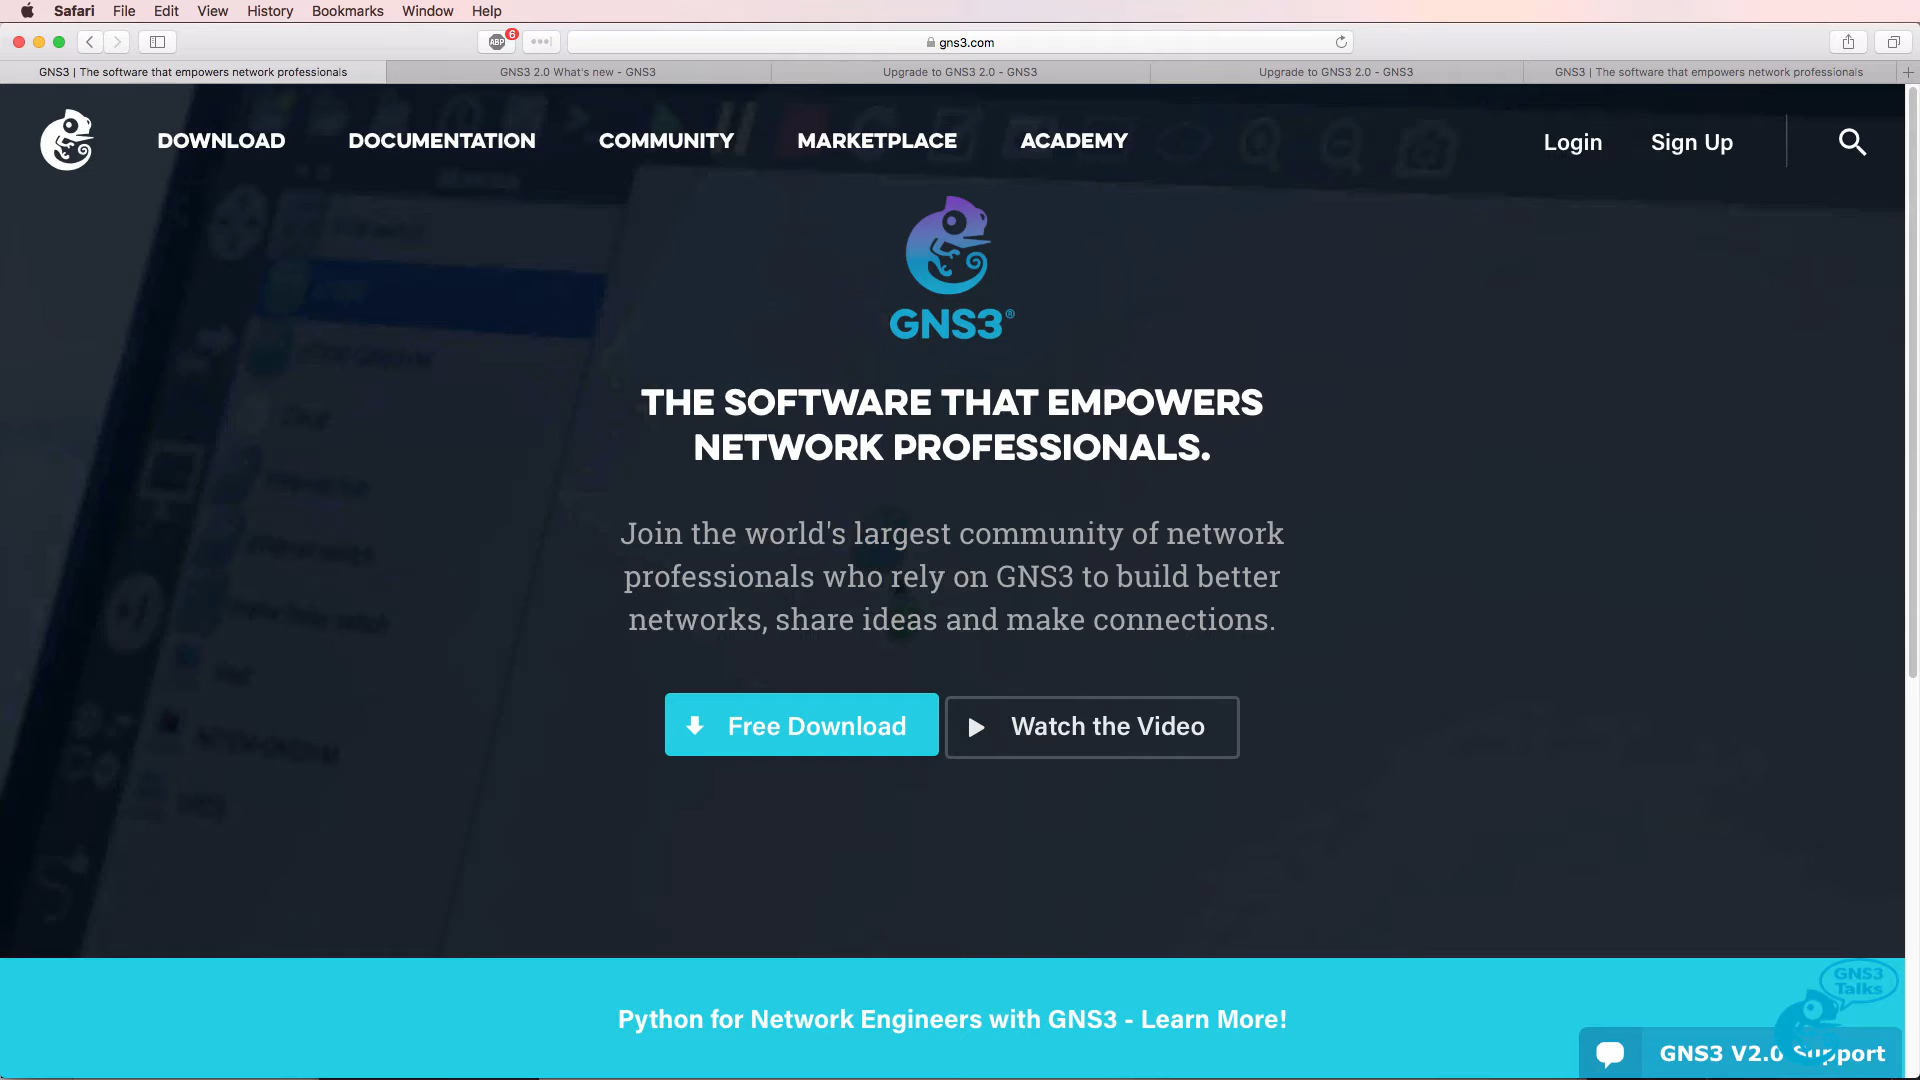 Safari File Edit View History Bookmarks Window Help
ABP 6 gns3.com
GNS3 | The software that empowers network professionals GNS3 2.0 What's new - GNS3 Upgrade to GNS3 2.0 - GNS3 Upgrade to GNS3 2.0 - GNS3 GNS3 | The software that empowers network professionals
DOWNLOAD DOCUMENTATION COMMUNITY MARKETPLACE ACADEMY Login Sign Up
GNS3®
THE SOFTWARE THAT EMPOWERS
NETWORK PROFESSIONALS.
Join the world's largest community of network
professionals who rely on GNS3 to build better
networks, share ideas and make connections.
Free Download Watch the Video
GNS3
Talks
Python for Network Engineers with GNS3 - Learn More!
GNS3 V2.0 Support